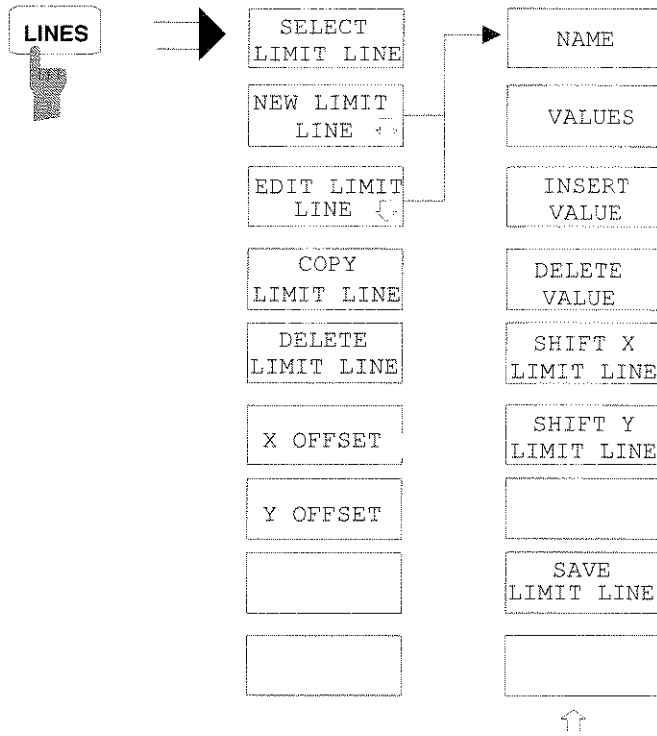 LINES
SELECT
LIMIT LINE
NEW LIMIT
LINE
EDIT LIMIT
LINE
COPY
LIMIT LINE
DELETE
LIMIT LINE
X OFFSET
Y OFFSET
NAME
VALUES
INSERT
VALUE
DELETE
VALUE
SHIFT X
LIMIT LINE
SHIFT Y
LIMIT LINE
SAVE
LIMIT LINE